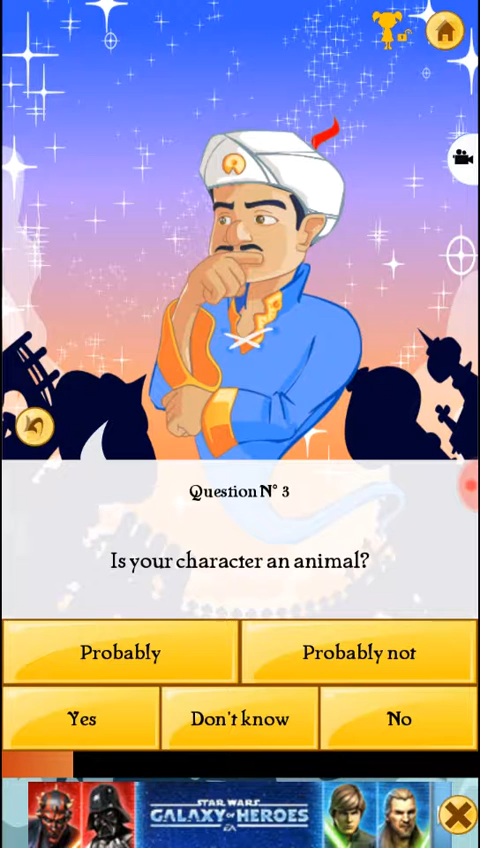 Question N° 3
Is your character an animal?
Probably
Probably not
Yes
Don't know
No
STAR WARS
GALAXY OF HEROES
EA